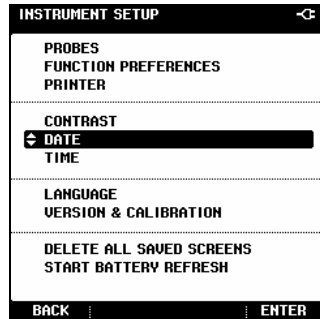 INSTRUMENT SETUP
PROBES
FUNCTION PREFERENCES
PRINTER
CONTRAST
DATE
TIME
LANGUAGE
VERSION & CALIBRATION
DELETE ALL SAVED SCREENS
START BATTERY REFRESH
BACK ENTER